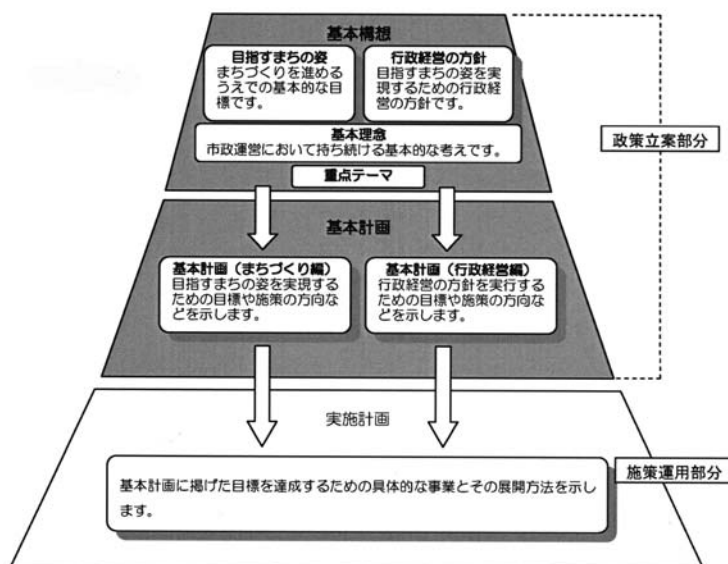 基本構想
目指すまちの姿
まちづくりを進める
うえでの基本的な目
標です。
行政経営の方針
目指すまちの姿を実
現するための行政経
営の方針です。
基本理念
市政運営において持ち続ける基本的な考えです。
重点テーマ
政策立案部分
基本計画
基本計画（まちづくり編）
目指すまちの姿を実現する
ための目標や施策の方向な
どを示します。
基本計画（行政経営編）
行政経営の方針を実行する
ための目標や施策の方向な
どを示します。
実施計画
施策運用部分
基本計画に掲げた目標を達成するための具体的な事業とその展開方法を示し
ます。